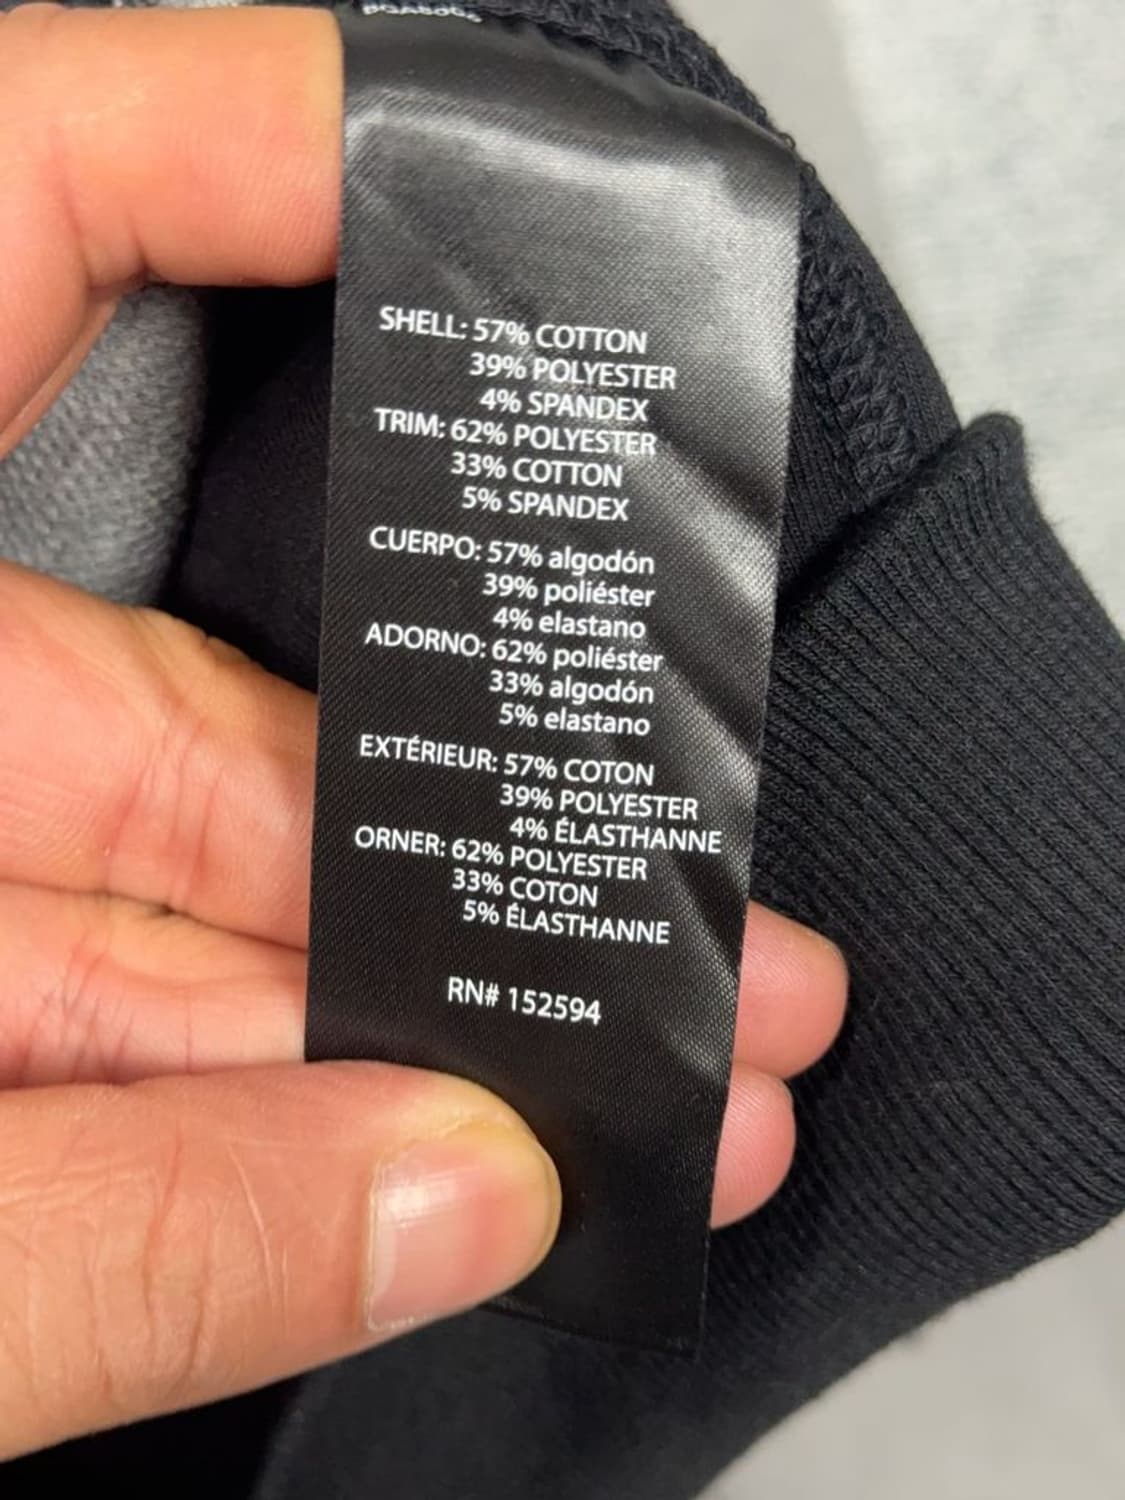 SHELL: 57% COTTON
39% POLYESTER
4% SPANDEX
TRIM: 62% POLYESTER
33% COTTON
5% SPANDEX
CUERPO: 57% algodón
39% poliéster
4% elastano
ADORNO: 62% poliéster
33% algodón
5% elastano
EXTÉRIEUR: 57% COTON
39% POLYESTER
4% ÉLASTHANNE
ORNER: 62% POLYESTER
33% COTON
5% ÉLASTHANNE
RN# 152594